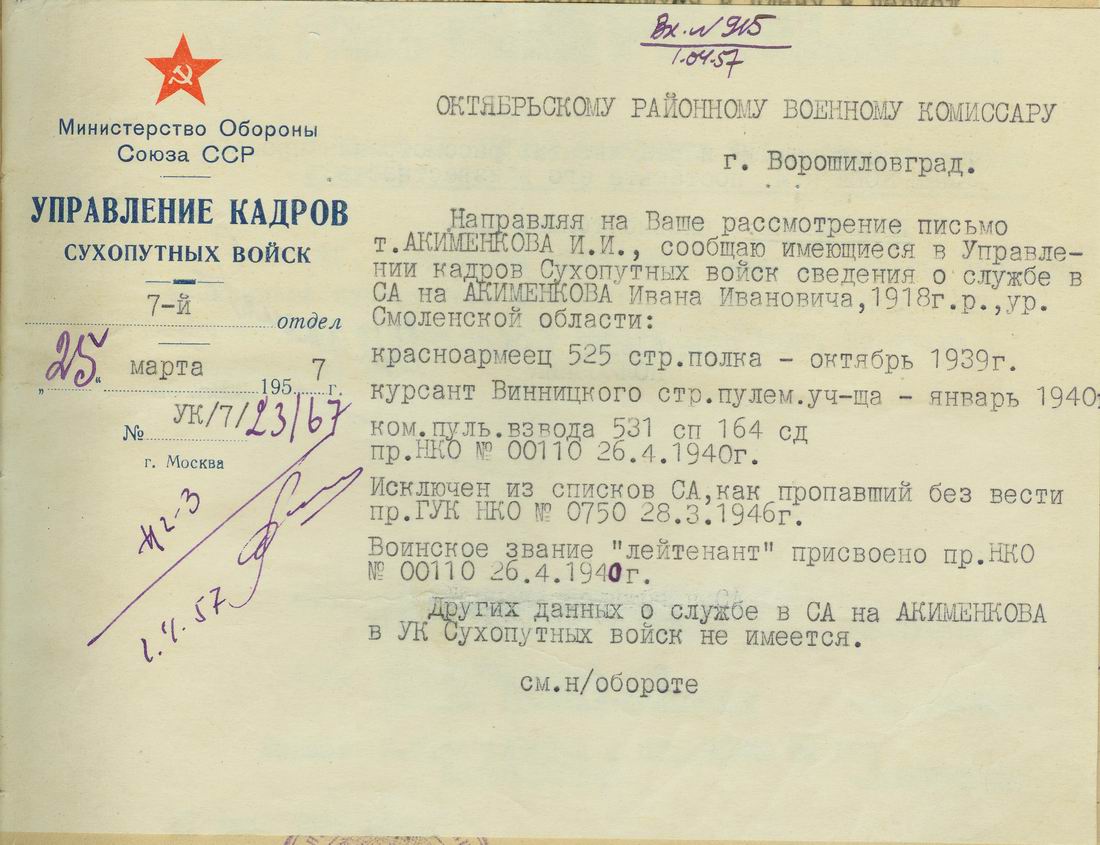 Вх. № 915
1.04.57
Министерство Обороны
Союза ССР
УПРАВЛЕНИЕ КАДРОВ
СУХОПУТНЫХ ВОЙСК
7-й отдел
„25“ марта 1957 г.
№ УК/7/23/67
г. Москва
1.4.57
ОКТЯБРЬСКОМУ РАЙОННОМУ ВОЕННОМУ КОМИССАРУ
г. Ворошиловград.
Направляя на Ваше рассмотрение письмо
т.АКИМЕНКОВА И.И., сообщаю имеющиеся в Управле-
нии кадров Сухопутных войск сведения о службе в
СА на АКИМЕНКОВА Ивана Ивановича,1918г.р.,ур.
Смоленской области:
красноармеец 525 стр.полка - октябрь 1939г.
курсант Винницкого стр.пулем.уч-ща - январь 1940г
ком.пуль.взвода 531 сп 164 сд
пр.НКО № 00110 26.4.1940г.
Исключен из списков СА,как пропавший без вести
пр.ГУК НКО № 0750 28.3.1946г.
Воинское звание "лейтенант" присвоено пр.НКО
№ 00110 26.4.1940г.
Других данных о службе в СА на АКИМЕНКОВА
в УК Сухопутных войск не имеется.
см.н/обороте